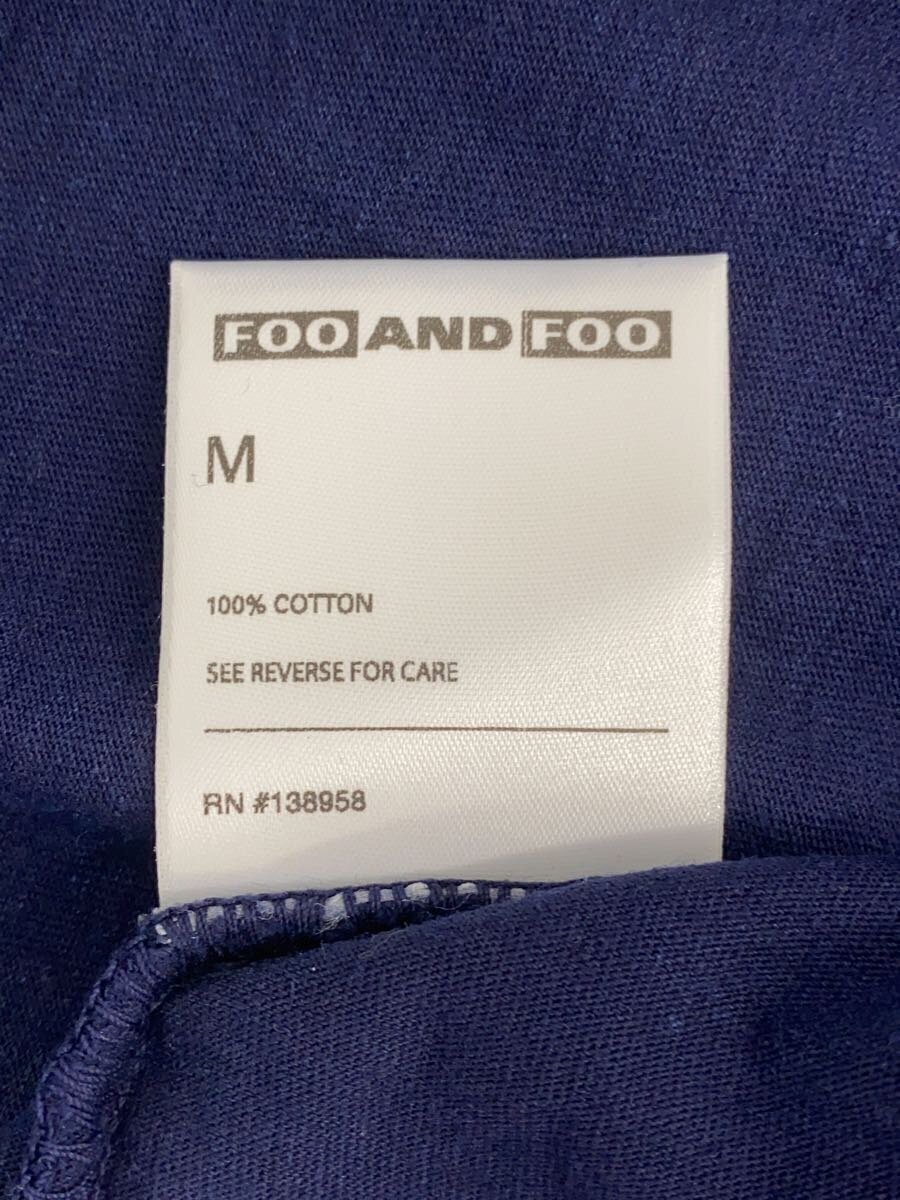 FOO AND FOO
M
100% COTTON
SEE REVERSE FOR CARE
RN #138958